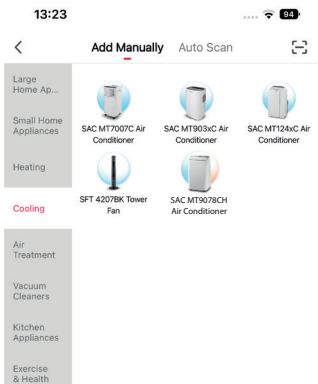 13:23
94
Add Manually Auto Scan
Large
Home Ap...
Small Home
Appliances
Heating
Cooling
Air
Treatment
Vacuum
Cleaners
Kitchen
Appliances
Exercise
& Health
SAC MT7007C Air
Conditioner
SAC MT903xC Air
Conditioner
SAC MT124xC Air
Conditioner
SFT 4207BK Tower
Fan
SAC MT9078CH
Air Conditioner